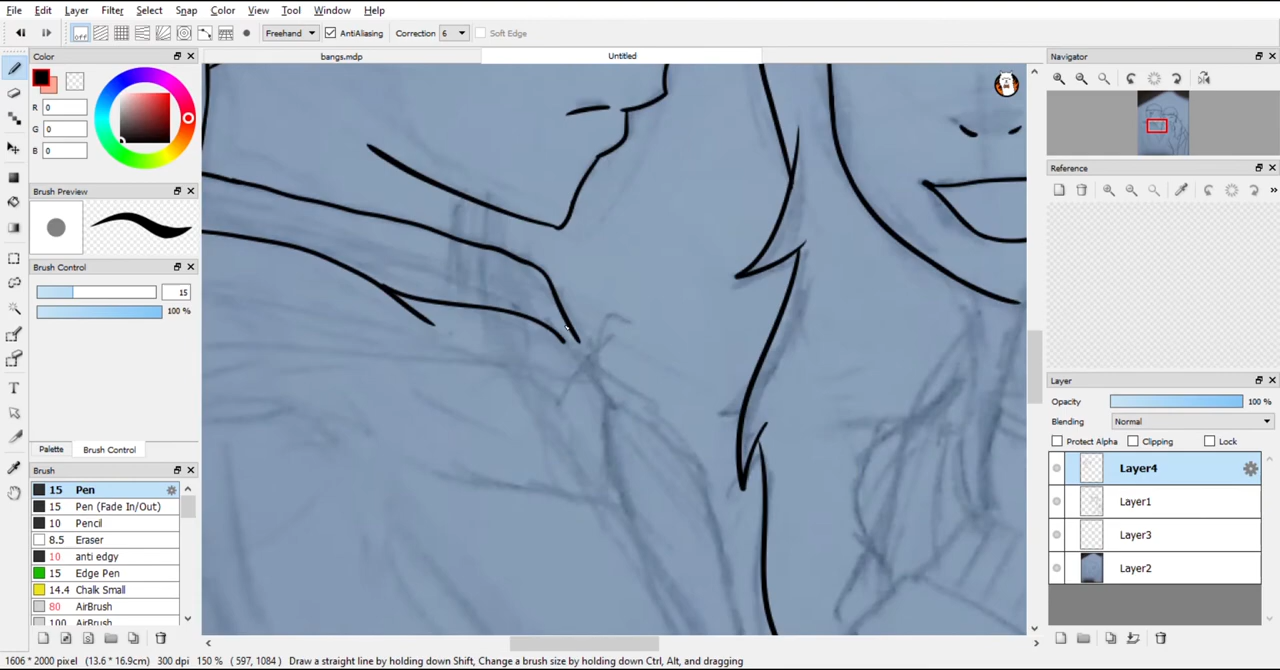 File Edit Layer Filter Select Snap Color View Tool Window Help
off Freehand AntiAliasing Correction 6 Soft Edge
Color
bangs.mdp Untitled
R 0
G 0
B 0
Brush Preview
Brush Control
15
100 %
Palette Brush Control
Brush
15 Pen
15 Pen (Fade In/Out)
10 Pencil
8.5 Eraser
10 anti edgy
15 Edge Pen
14.4 Chalk Small
80 AirBrush
100 AirBrush
Navigator
Reference
»
Layer
Opacity 100 %
Blending Normal
Protect Alpha Clipping Lock
Layer4
Layer1
Layer3
Layer2
1606 * 2000 pixel (13.6 * 16.9cm) 300 dpi 150 % ( 597, 1084 ) Draw a straight line by holding down Shift, Change a brush size by holding down Ctrl, Alt, and dragging